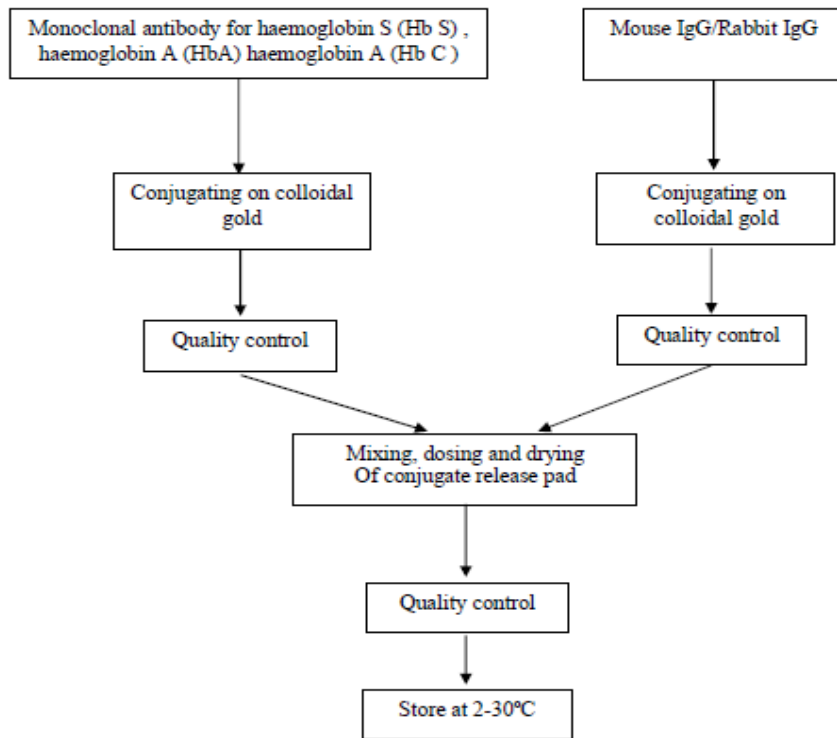 Monoclonal antibody for haemoglobin S (Hb S) ,
haemoglobin A (HbA) haemoglobin A (Hb C )
Mouse IgG/Rabbit IgG
Conjugating on colloidal
gold
Conjugating on
colloidal gold
Quality control
Quality control
Mixing, dosing and drying
Of conjugate release pad
Quality control
Store at 2-30ºC